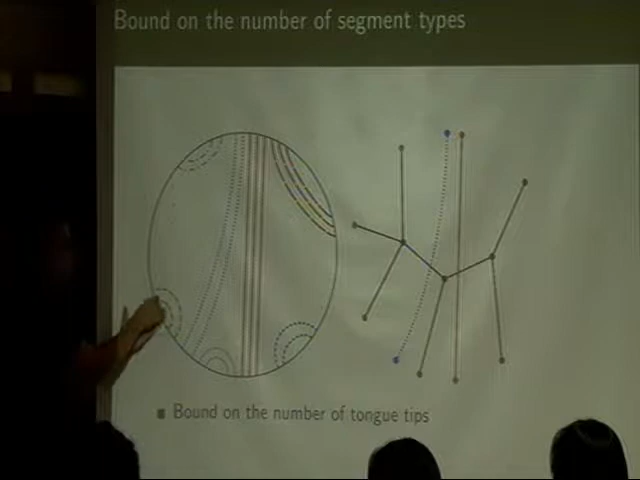 Bound on the number of segment types
Bound on the number of tongue tips